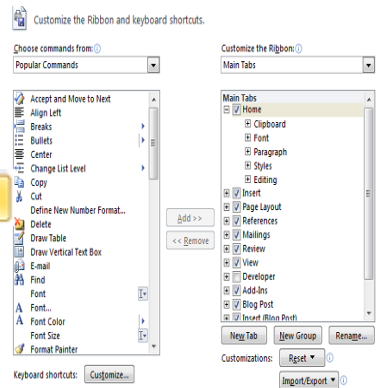 Customize the Ribbon and keyboard shortcuts.
Choose commands from:
Popular Commands
Accept and Move to Next
Align Left
Breaks
Bullets
Center
Change List Level
Copy
Cut
Define New Number Format...
Delete
Draw Table
Draw Vertical Text Box
E-mail
Find
Font
A Font...
A Font Color
Font Size
Format Painter
Add >>
<< Remove
Customize the Ribbon:
Main Tabs
Main Tabs
Home
Clipboard
Font
Paragraph
Styles
Editing
Insert
Page Layout
References
Mailings
Review
View
Developer
Add-Ins
Blog Post
Insert (Blog Post)
New Tab
New Group
Rename...
Customizations:
Reset
Import/Export
Keyboard shortcuts:
Customize...